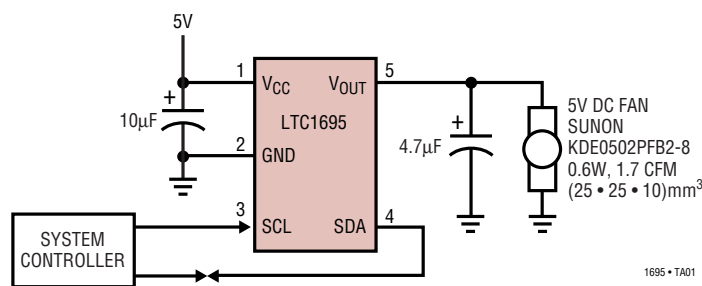 5V
1
VCC
VOUT
5
LTC1695
10µF
+
2
GND
4.7µF
+
5V DC FAN
SUNON
KDE0502PFB2-8
0.6W, 1.7 CFM
(25 • 25 • 10)mm³
3
SCL
SDA
4
SYSTEM
CONTROLLER
1695 • TA01